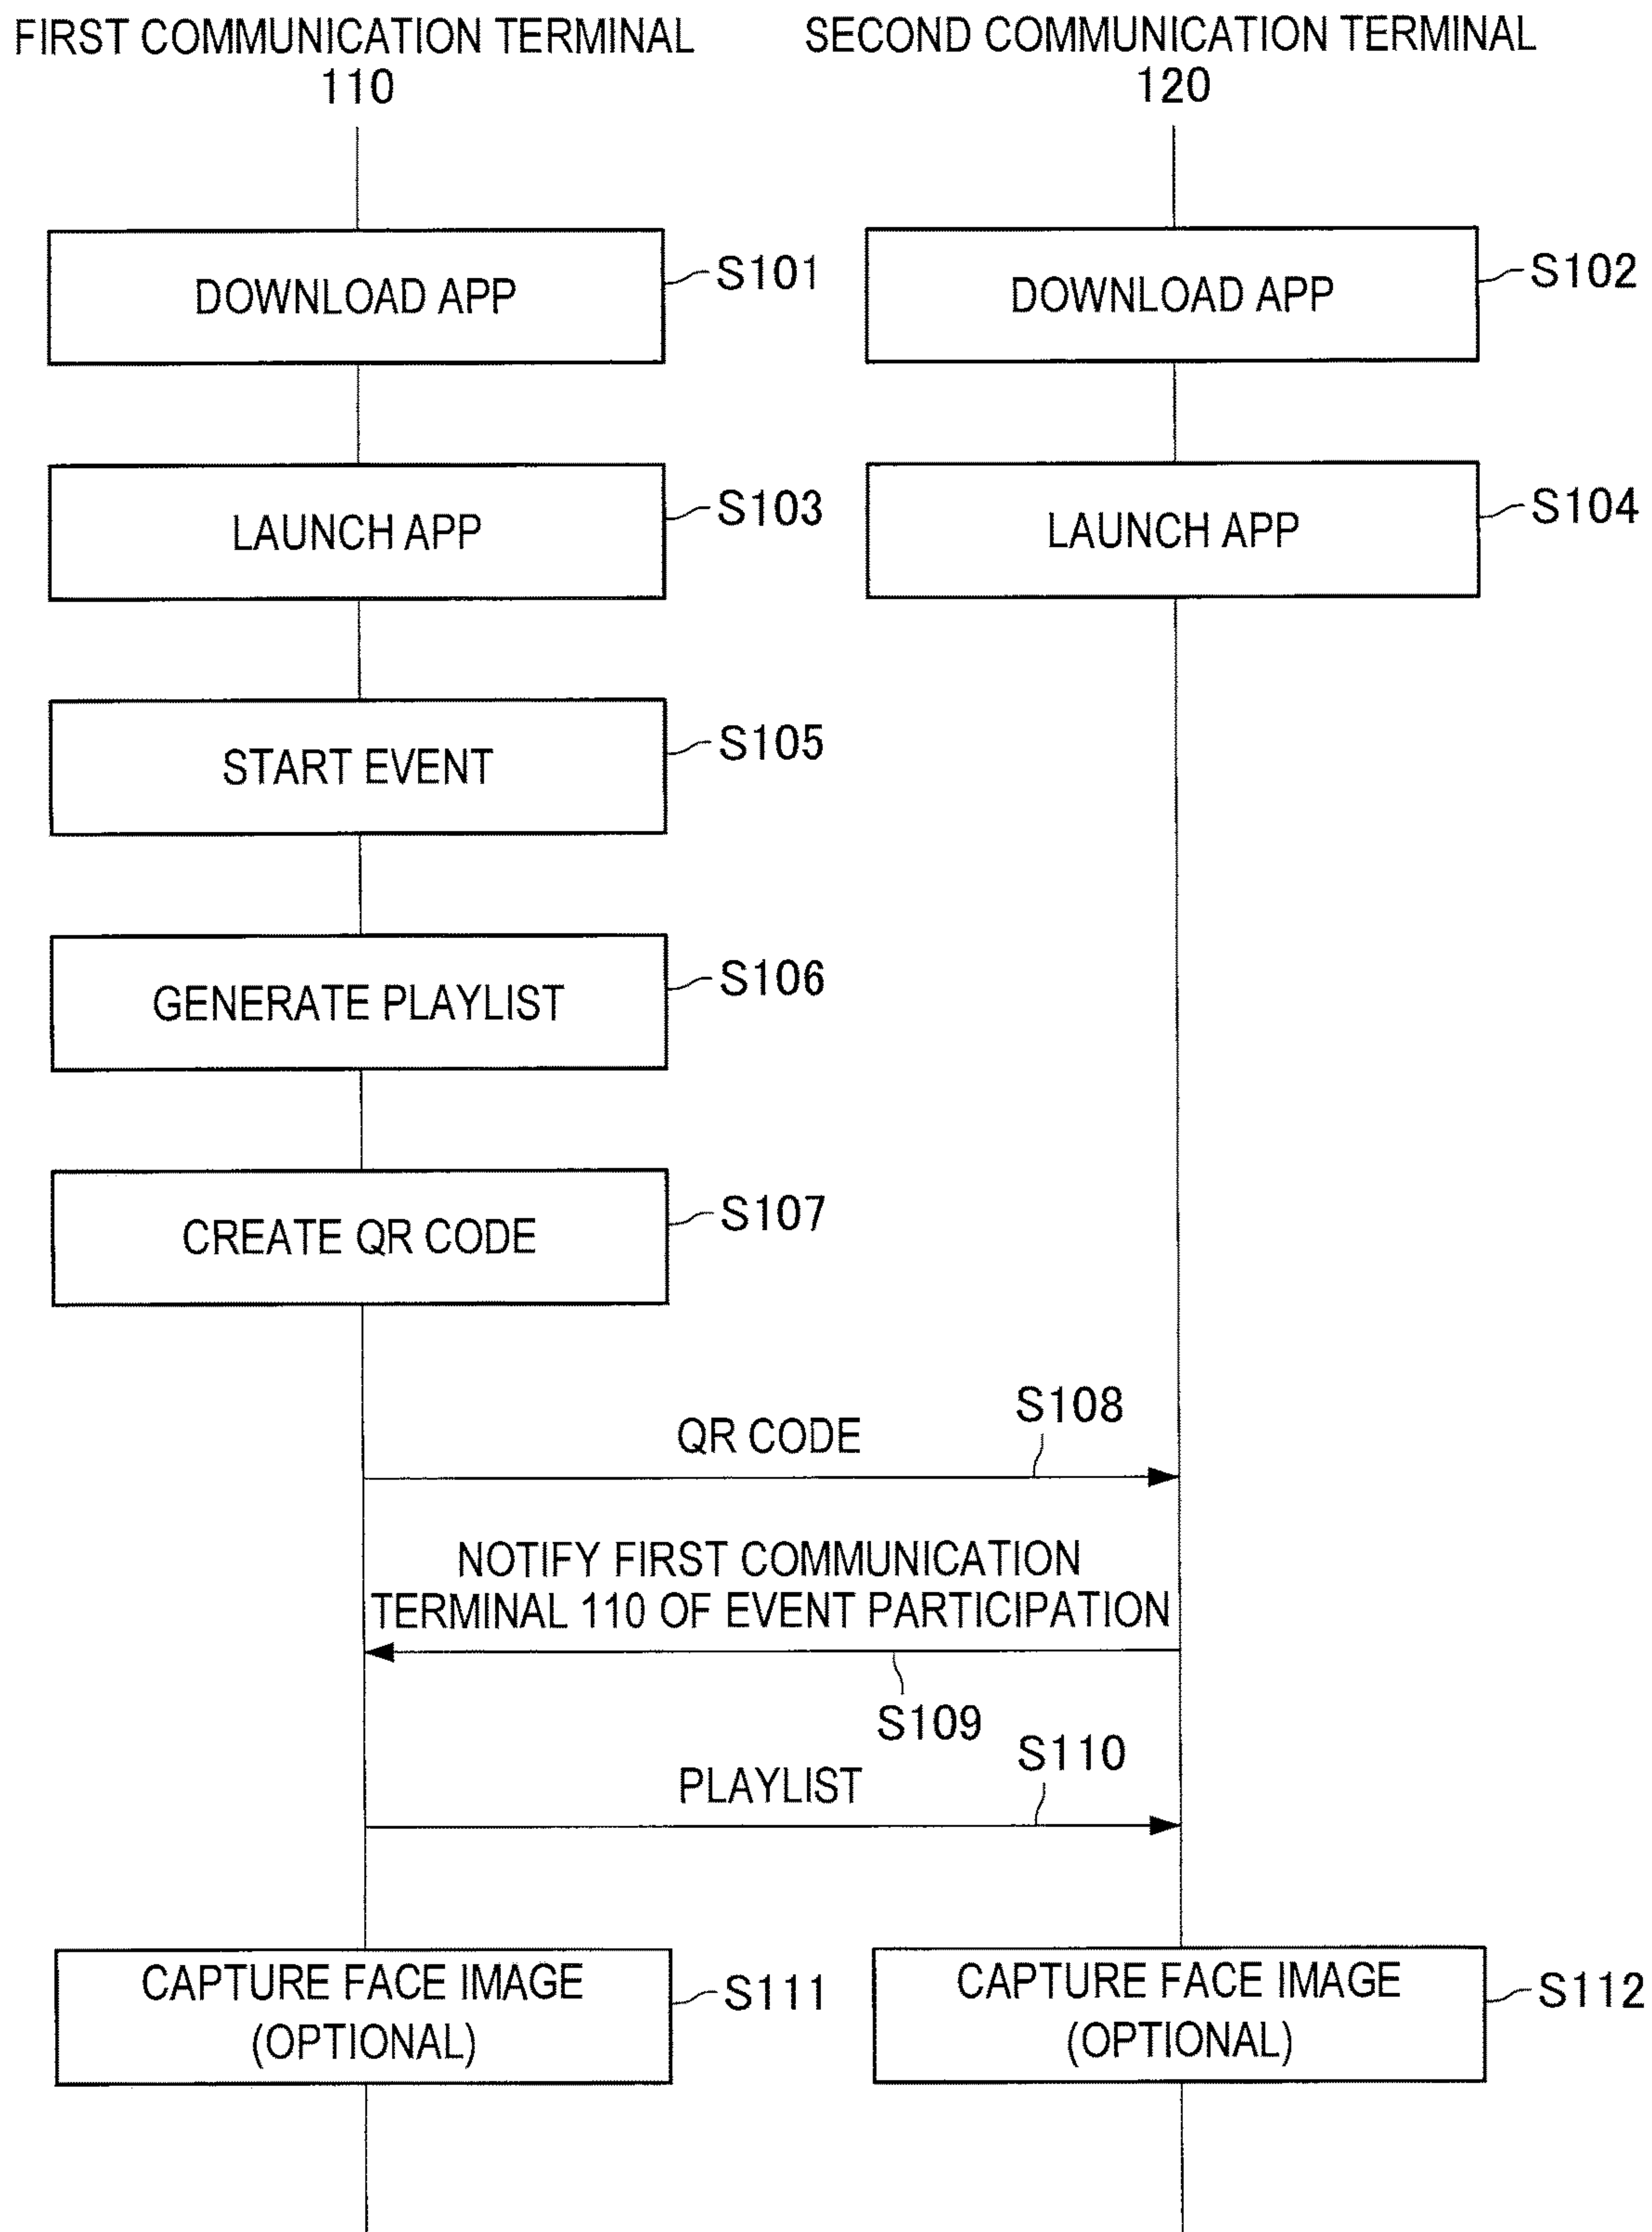 FIRST COMMUNICATION TERMINAL
110
SECOND COMMUNICATION TERMINAL
120
DOWNLOAD APP
S101
DOWNLOAD APP
S102
LAUNCH APP
S103
LAUNCH APP
S104
START EVENT
S105
GENERATE PLAYLIST
S106
CREATE QR CODE
S107
S108
QR CODE
NOTIFY FIRST COMMUNICATION
TERMINAL 110 OF EVENT PARTICIPATION
S109
S110
PLAYLIST
CAPTURE FACE IMAGE
(OPTIONAL)
S111
CAPTURE FACE IMAGE
(OPTIONAL)
S112